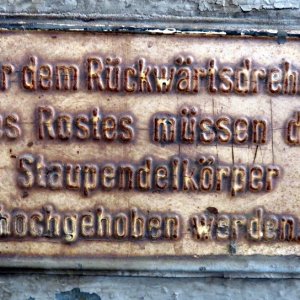 r dem Rückwärtsdreh
s Rostes müssen d
Staupendelkörper
hochgehoben werden.